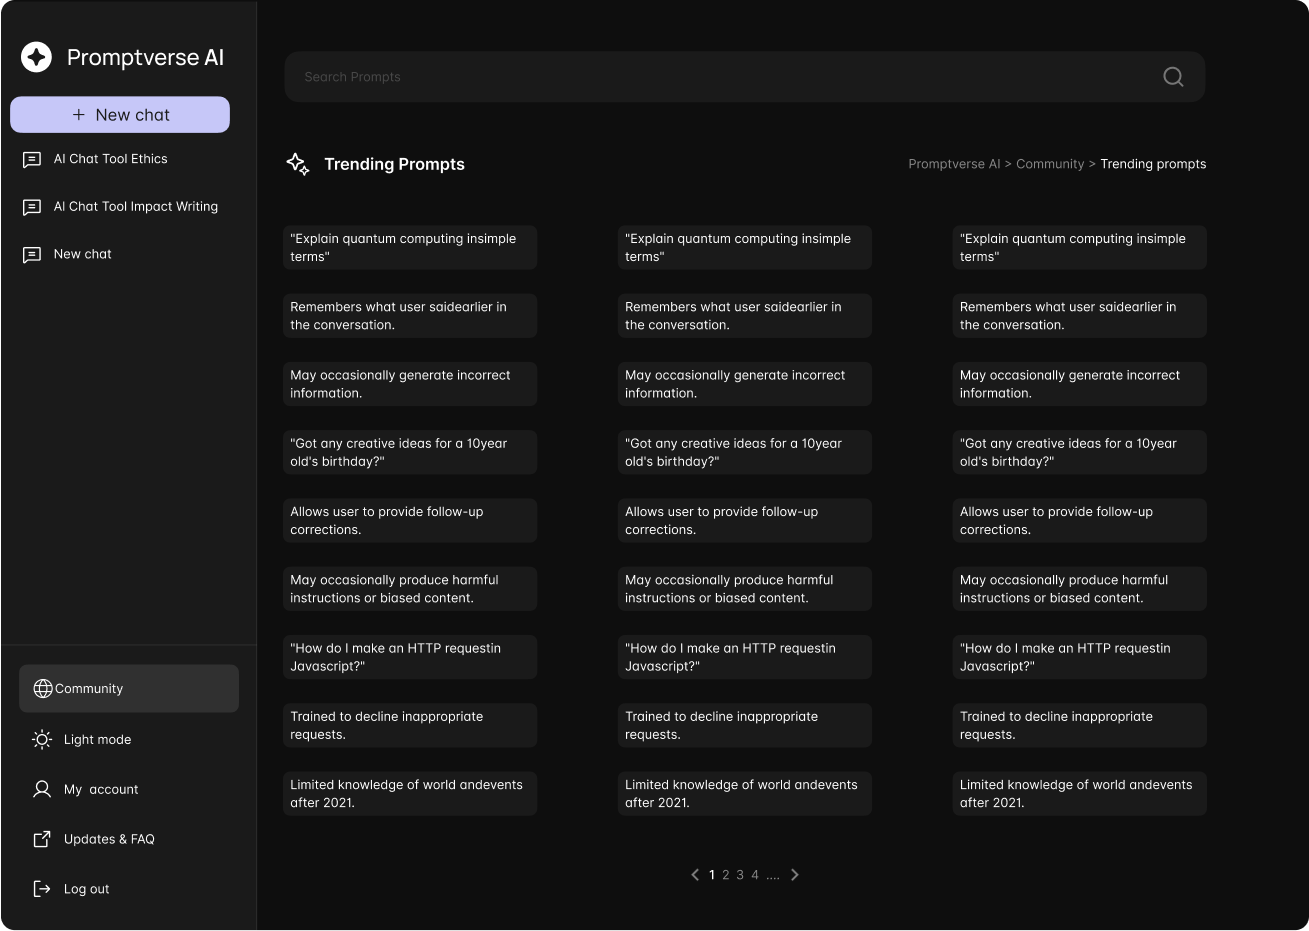 Promptverse AI
+ New chat
AI Chat Tool Ethics
AI Chat Tool Impact Writing
New chat
Community
Light mode
My account
Updates & FAQ
Log out
Search Prompts
Trending Prompts
Promptverse AI > Community > Trending prompts
"Explain quantum computing insimple
terms"
"Explain quantum computing insimple
terms"
"Explain quantum computing insimple
terms"
Remembers what user saidearlier in
the conversation.
Remembers what user saidearlier in
the conversation.
Remembers what user saidearlier in
the conversation.
May occasionally generate incorrect
information.
May occasionally generate incorrect
information.
May occasionally generate incorrect
information.
"Got any creative ideas for a 10year
old's birthday?"
"Got any creative ideas for a 10year
old's birthday?"
"Got any creative ideas for a 10year
old's birthday?"
Allows user to provide follow-up
corrections.
Allows user to provide follow-up
corrections.
Allows user to provide follow-up
corrections.
May occasionally produce harmful
instructions or biased content.
May occasionally produce harmful
instructions or biased content.
May occasionally produce harmful
instructions or biased content.
"How do I make an HTTP requestin
Javascript?"
"How do I make an HTTP requestin
Javascript?"
"How do I make an HTTP requestin
Javascript?"
Trained to decline inappropriate
requests.
Trained to decline inappropriate
requests.
Trained to decline inappropriate
requests.
Limited knowledge of world andevents
after 2021.
Limited knowledge of world andevents
after 2021.
Limited knowledge of world andevents
after 2021.
1 2 3 4 ....